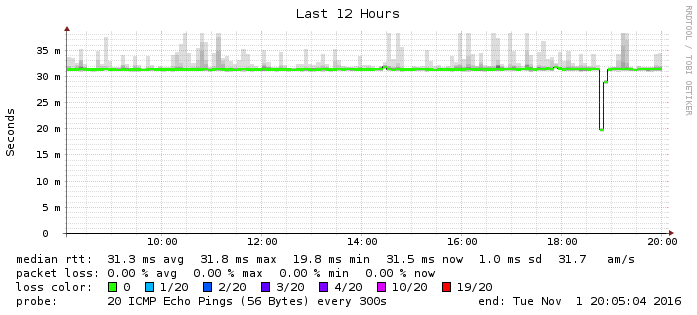 Last 12 Hours
RRDTOOL / TOBI OETIKER
Seconds
35 m
30 m
25 m
20 m
15 m
10 m
5 m
0
10:00 12:00 14:00 16:00 18:00 20:00
median rtt: 31.3 ms avg 31.8 ms max 19.8 ms min 31.5 ms now 1.0 ms sd 31.7 am/s
packet loss: 0.00 % avg 0.00 % max 0.00 % min 0.00 % now
loss color: 0 1/20 2/20 3/20 4/20 10/20 19/20
probe: 20 ICMP Echo Pings (56 Bytes) every 300s end: Tue Nov 1 20:05:04 2016